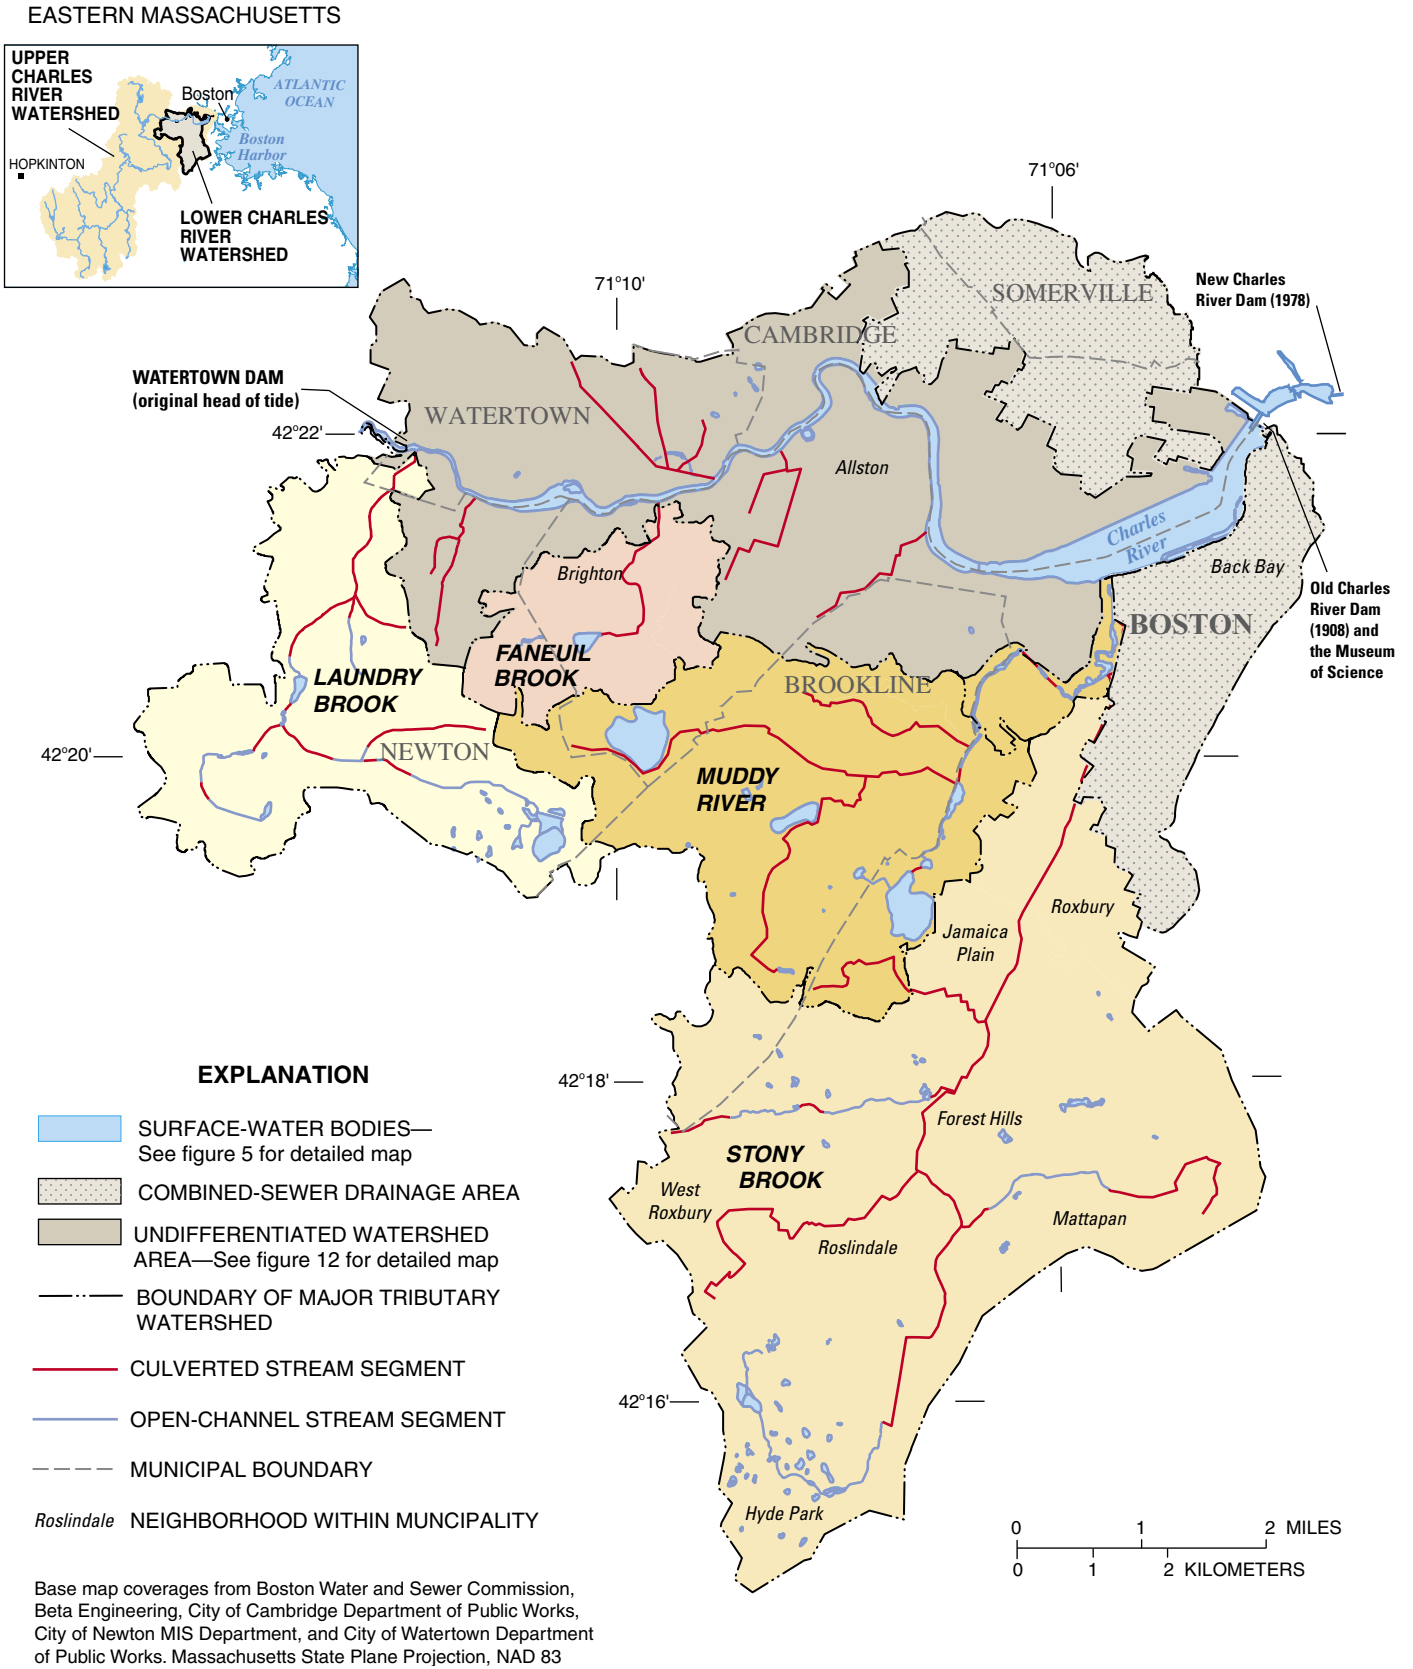 EASTERN MASSACHUSETTS
UPPER
CHARLES
RIVER
WATERSHED
Boston
ATLANTIC
OCEAN
Boston
Harbor
HOPKINTON
LOWER CHARLES
RIVER
WATERSHED
71°06'
71°10'
New Charles
River Dam (1978)
SOMERVILLE
CAMBRIDGE
WATERTOWN DAM
(original head of tide)
42°22'
WATERTOWN
Allston
Charles
River
Back Bay
Brighton
Old Charles
River Dam
(1908) and
the Museum
of Science
BOSTON
FANEUIL
BROOK
LAUNDRY
BROOK
BROOKLINE
42°20'
NEWTON
MUDDY
RIVER
Roxbury
Jamaica
Plain
42°18'
Forest Hills
STONY
BROOK
West
Roxbury
Mattapan
Roslindale
42°16'
Hyde Park
EXPLANATION
SURFACE-WATER BODIES—
See figure 5 for detailed map
COMBINED-SEWER DRAINAGE AREA
UNDIFFERENTIATED WATERSHED
AREA—See figure 12 for detailed map
BOUNDARY OF MAJOR TRIBUTARY
WATERSHED
CULVERTED STREAM SEGMENT
OPEN-CHANNEL STREAM SEGMENT
MUNICIPAL BOUNDARY
Roslindale NEIGHBORHOOD WITHIN MUNCIPALITY
0 1 2 MILES
0 1 2 KILOMETERS
Base map coverages from Boston Water and Sewer Commission,
Beta Engineering, City of Cambridge Department of Public Works,
City of Newton MIS Department, and City of Watertown Department
of Public Works. Massachusetts State Plane Projection, NAD 83